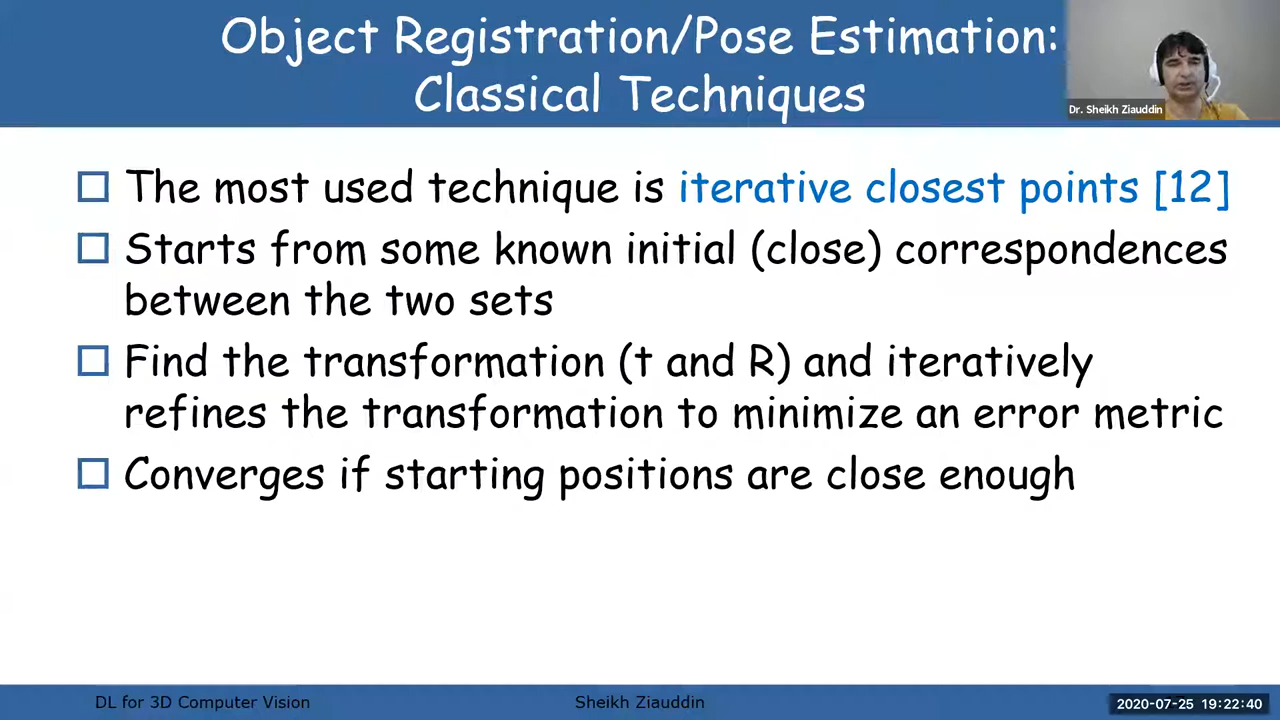 Object Registration/Pose Estimation:
Classical Techniques
Dr. Sheikh Ziauddin
The most used technique is iterative closest points [12]
Starts from some known initial (close) correspondences
between the two sets
Find the transformation (t and R) and iteratively
refines the transformation to minimize an error metric
Converges if starting positions are close enough
DL for 3D Computer Vision
Sheikh Ziauddin
2020-07-25 19:22:40